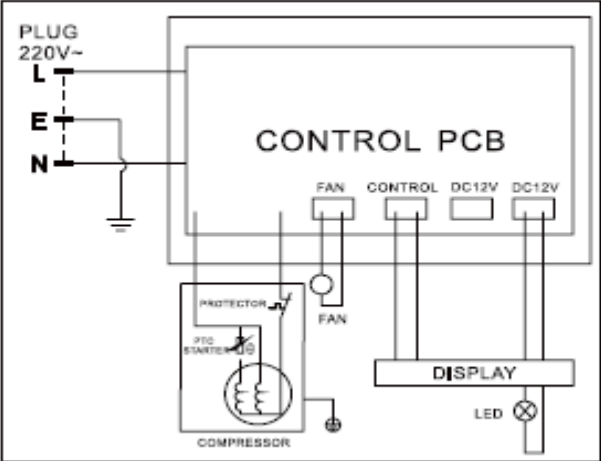 PLUG
220V~
L
E
N
CONTROL PCB
FAN CONTROL DC12V DC12V
PROTECTOR
FAN
PTC
STARTER
DISPLAY
LED
COMPRESSOR